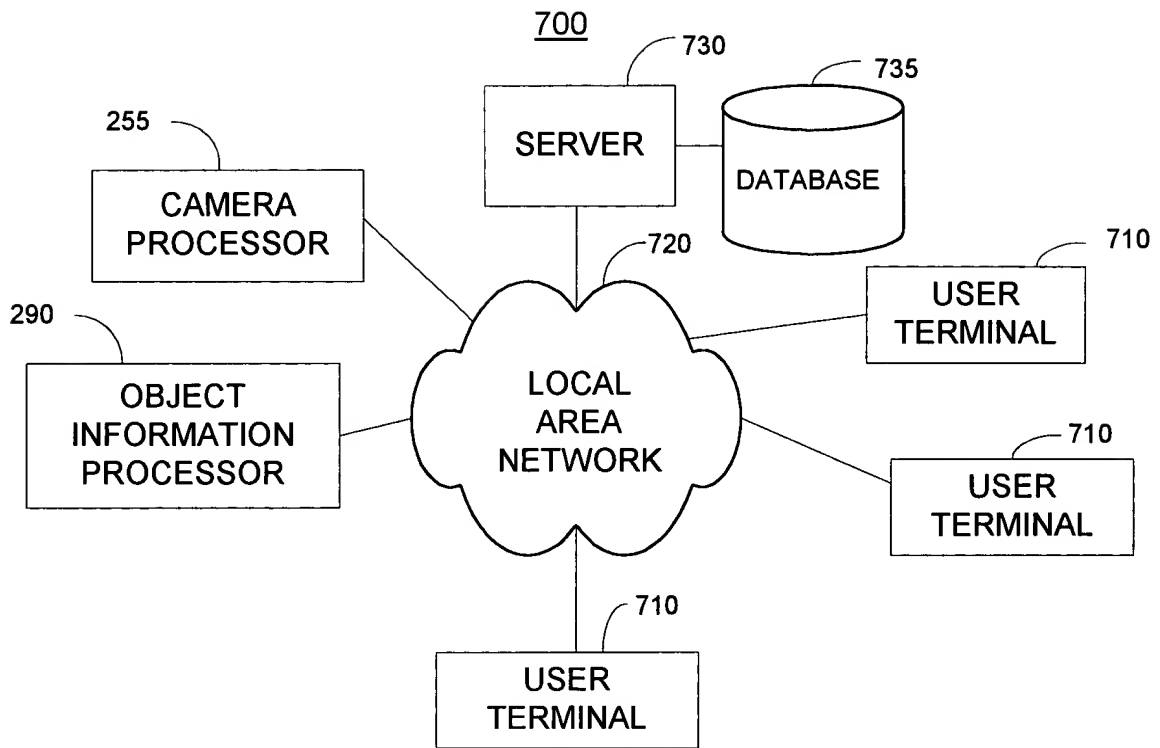 700
730
735
SERVER
DATABASE
255
CAMERA
PROCESSOR
720
710
USER
TERMINAL
290
OBJECT
INFORMATION
PROCESSOR
LOCAL
AREA
NETWORK
710
USER
TERMINAL
710
USER
TERMINAL